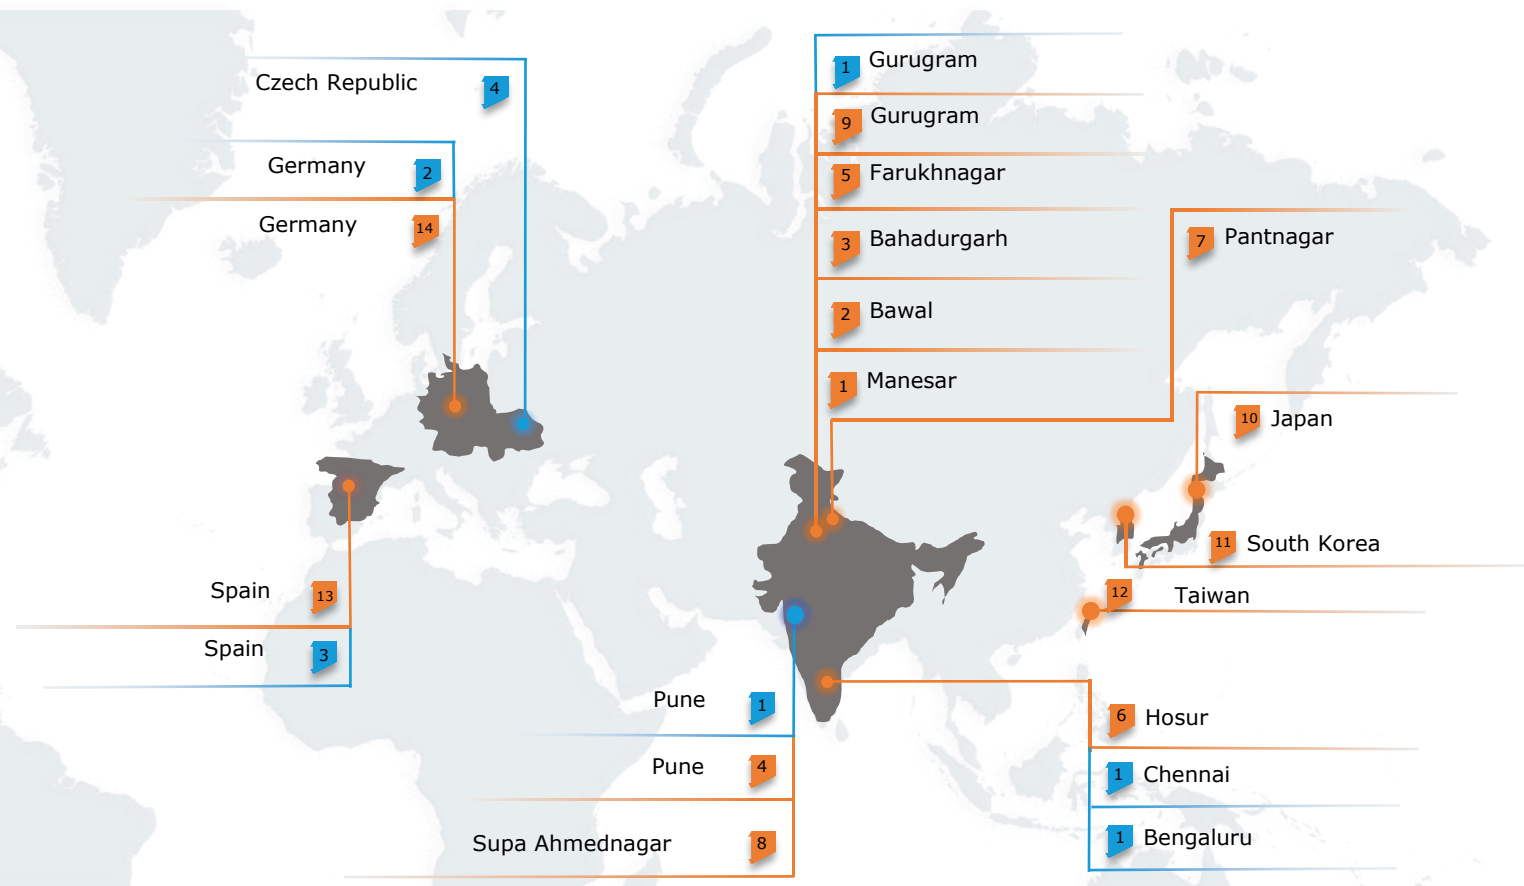 Czech Republic 4
Germany 2
Germany 14
Spain 13
Spain 3
1 Gurugram
9 Gurugram
5 Farukhnagar
3 Bahadurgarh
2 Bawal
1 Manesar
7 Pantnagar
10 Japan
11 South Korea
12 Taiwan
Pune 1
Pune 4
Supa Ahmednagar 8
6 Hosur
1 Chennai
1 Bengaluru